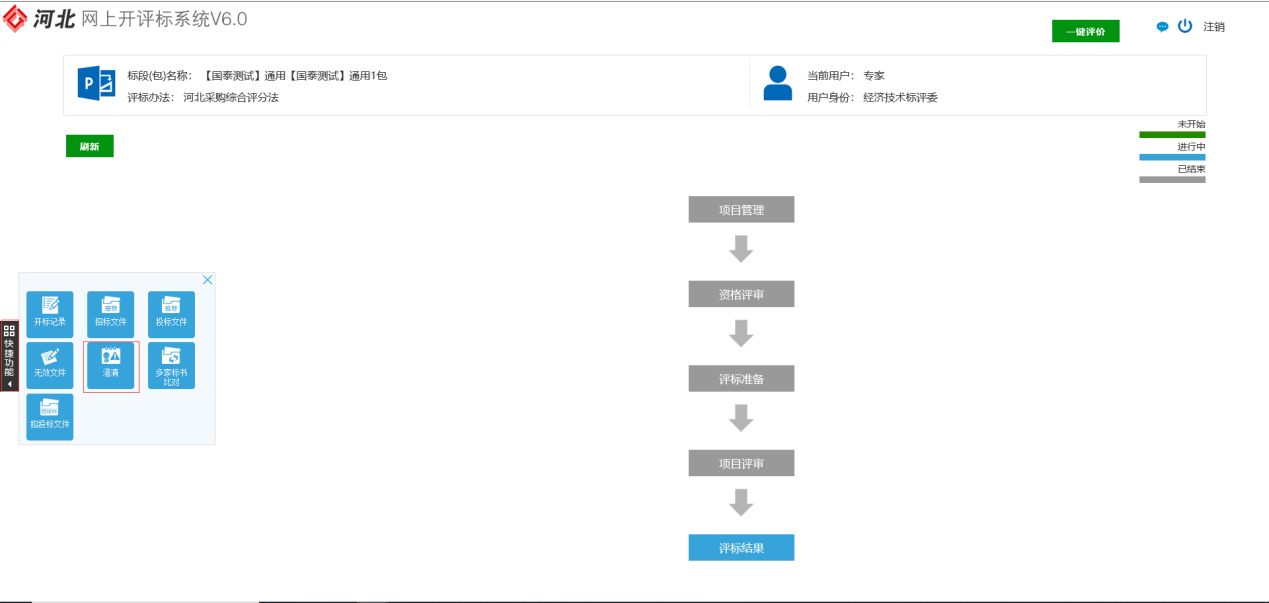 河北 网上开评标系统V6.0
一键评价
注销
标段(包)名称： 【国泰测试】通用【国泰测试】通用1包
评标办法： 河北采购综合评分法
当前用户： 专家
用户身份： 经济技术标评委
刷新
未开始
进行中
已结束
项目管理
资格评审
评标准备
项目评审
评标结果
快捷功能
开标记录
招标文件
投标文件
无效文件
澄清
多家标书
比对
招投标文件